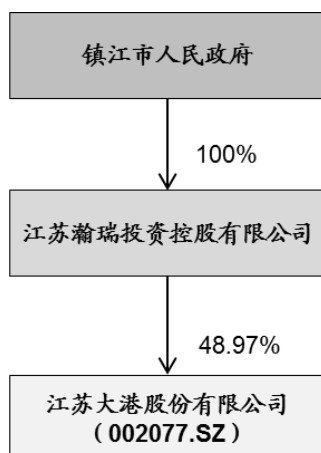 镇江市人民政府
100%
江苏瀚瑞投资控股有限公司
48.97%
江苏大港股份有限公司
（002077.SZ）